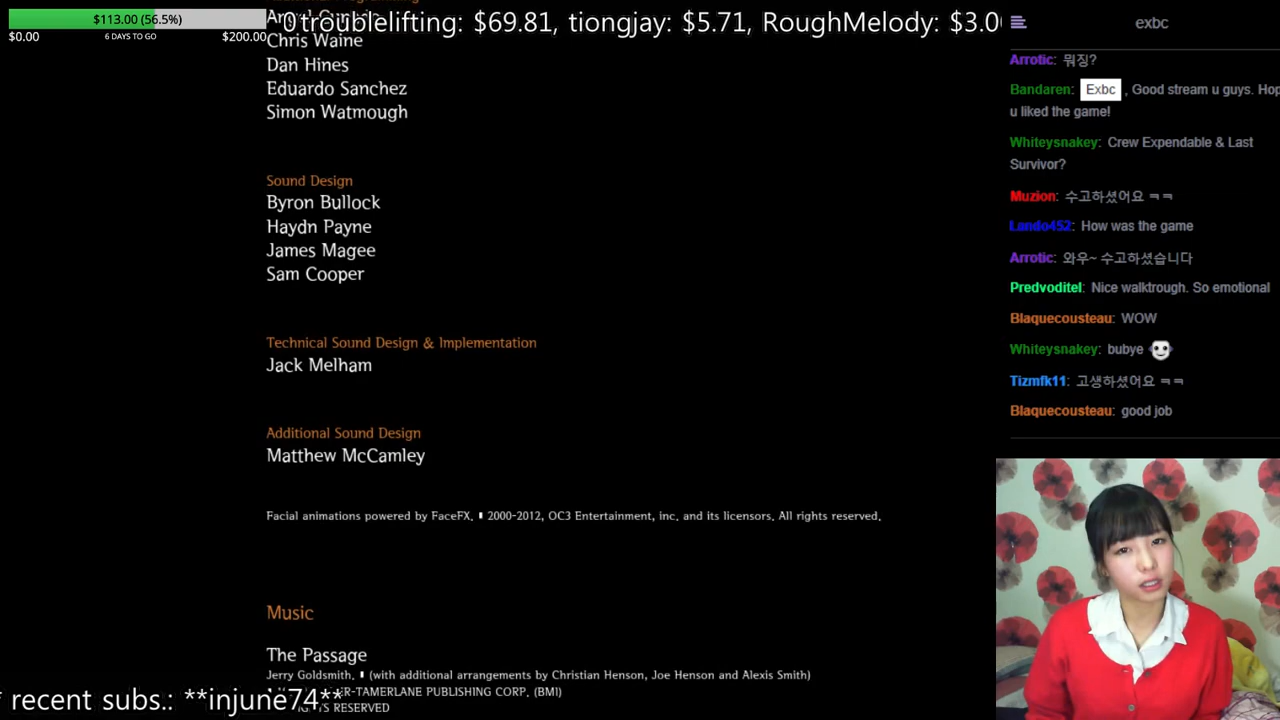 $113.00 (56.5%)
$0.00
6 DAYS TO GO
$200.00
tr0ublelifting: $69.81, tiongjay: $5.71, RoughMelody: $3.0
Chris Waine
Dan Hines
Eduardo Sanchez
Simon Watmough
Sound Design
Byron Bullock
Haydn Payne
James Magee
Sam Cooper
Technical Sound Design & Implementation
Jack Melham
Additional Sound Design
Matthew McCamley
Facial animations powered by FaceFX. 2000-2012, OC3 Entertainment, inc. and its licensors. All rights reserved.
Music
The Passage
Jerry Goldsmith. (with additional arrangements by Christian Henson, Joe Henson and Alexis Smith)
ER-TAMERLANE PUBLISHING CORP. (BMI)
TS RESERVED
* recent subs.: **injune74**
exbc
Arrotic: 뭐징?
Bandaren: Exbc , Good stream u guys. Hop
u liked the game!
Whiteysnakey: Crew Expendable & Last
Survivor?
Muzion: 수고하셨어요 ㅋㅋ
Lando452: How was the game
Arrotic: 와우~ 수고하셨습니다
Predvoditel: Nice walktrough. So emotional
Blaquecousteau: WOW
Whiteysnakey: bubye
Tizmfk11: 고생하셨어요 ㅋㅋ
Blaquecousteau: good job